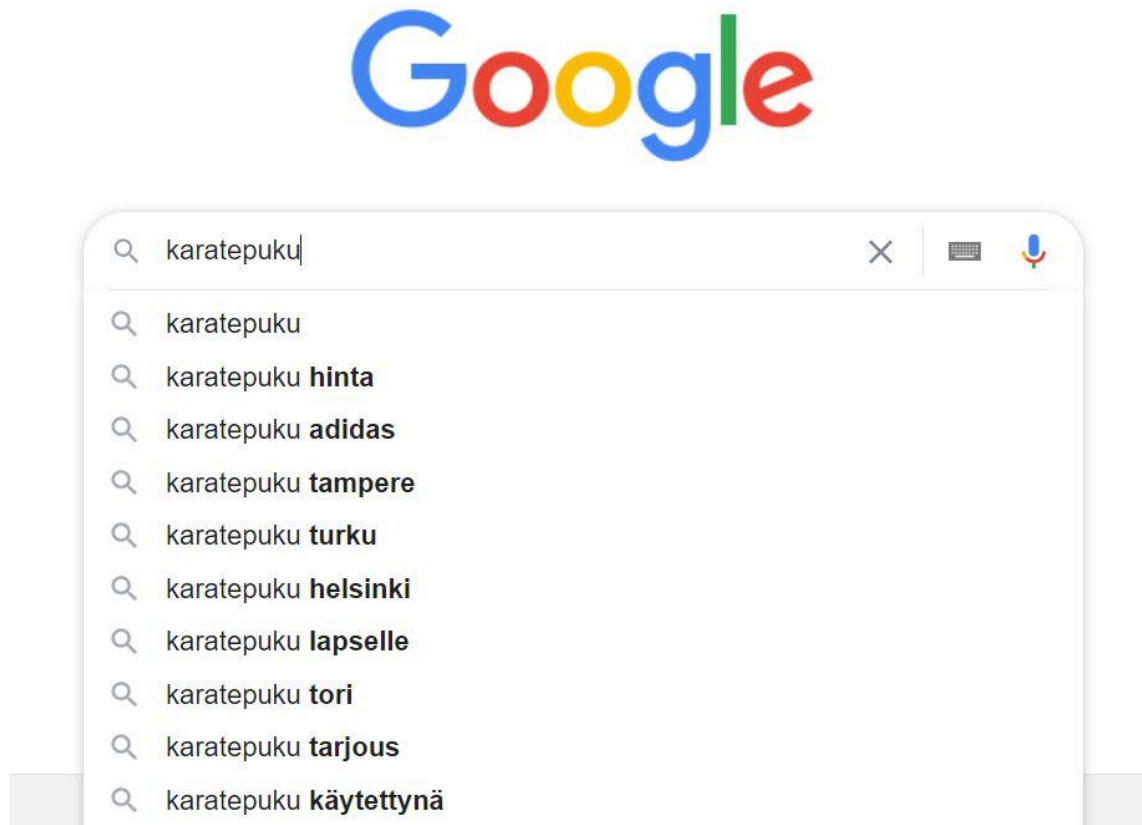 Google
karatepuku
karatepuku
karatepuku hinta
karatepuku adidas
karatepuku tampere
karatepuku turku
karatepuku helsinki
karatepuku lapselle
karatepuku tori
karatepuku tarjous
karatepuku käytettynä